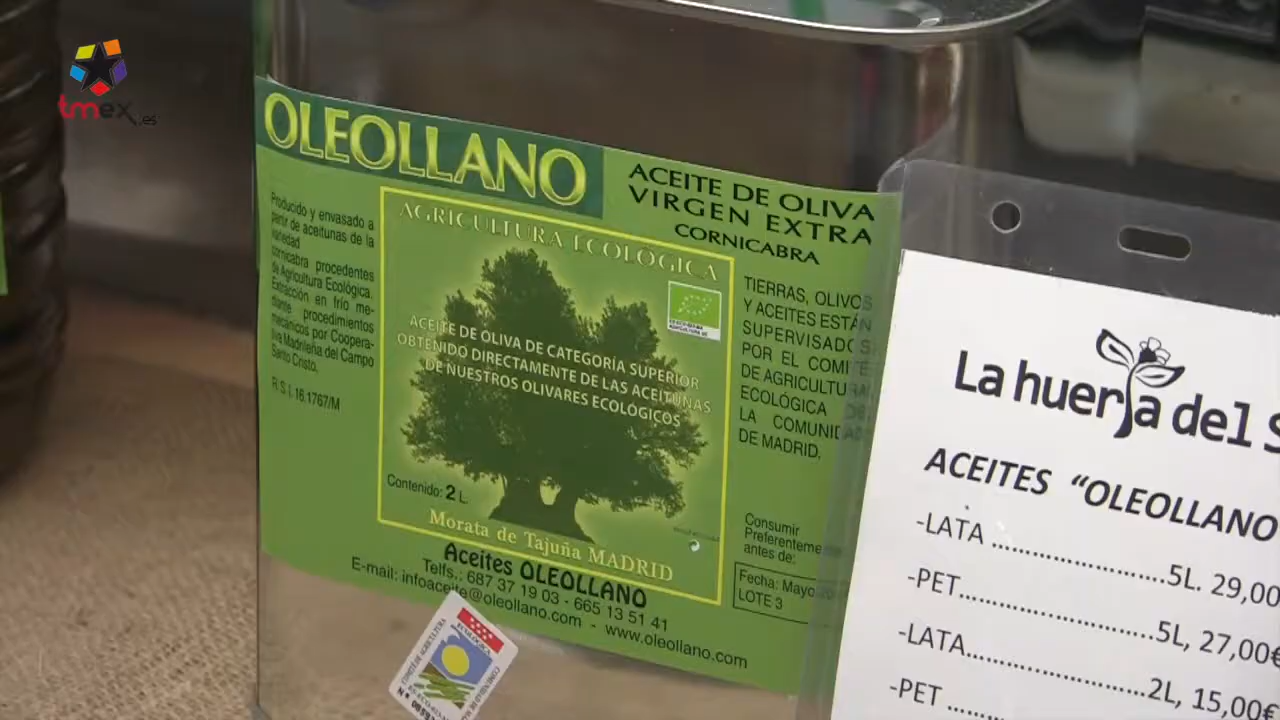 tmex.es
OLEOLLANO
ACEITE DE OLIVA
VIRGEN EXTRA
CORNICABRA
Producido y envasado a
partir de aceitunas de la
variedad
cornicabra procedentes
de Agricultura Ecológica.
Extracción en frío me-
diante procedimientos
mecánicos por Coopera-
tiva Madrileña del Campo
Santo Cristo.
R.S.I. 16.1767/M
AGRICULTURA ECOLÓGICA
ACEITE DE OLIVA DE CATEGORÍA SUPERIOR
OBTENIDO DIRECTAMENTE DE LAS ACEITUNAS
DE NUESTROS OLIVARES ECOLÓGICOS
Contenido: 2 L.
Morata de Tajuña MADRID
TIERRAS, OLIVOS
Y ACEITES ESTÁN
SUPERVISADOS
POR EL COMITÉ
DE AGRICULTURA
ECOLÓGICA DE
LA COMUNIDAD
DE MADRID.
Consumir
Preferentemente
antes de:
Fecha: Mayo
LOTE 3
Aceites OLEOLLANO
Telfs.: 687 37 19 03 - 665 13 51 41
E-mail: infoaceite@oleollano.com - www.oleollano.com
La huerta del S
ACEITES "OLEOLLANO
-LATA ........................5L. 29,00
-PET...........................5L, 27,00€
-LATA.........................2L, 15,00€
-PET